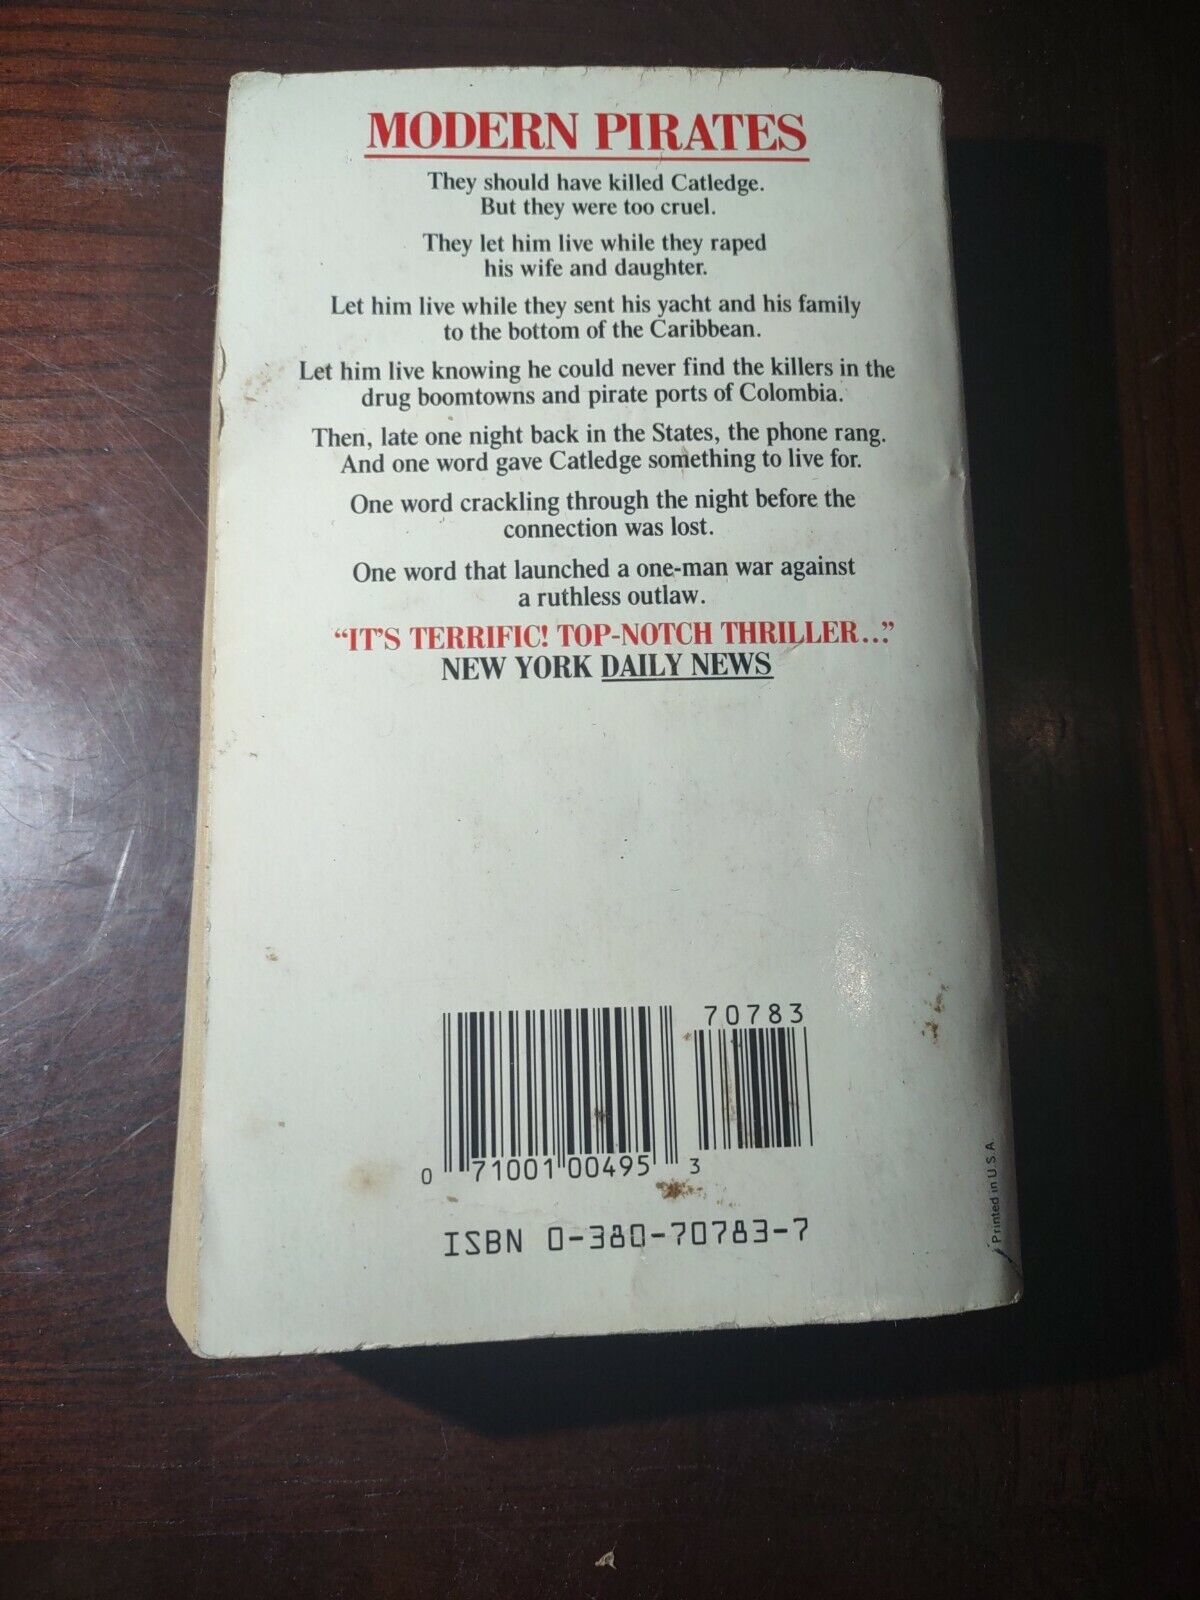 MODERN PIRATES
They should have killed Catledge.
But they were too cruel.
They let him live while they raped
his wife and daughter.
Let him live while they sent his yacht and his family
to the bottom of the Caribbean.
Let him live knowing he could never find the killers in the
drug boomtowns and pirate ports of Colombia.
Then, late one night back in the States, the phone rang.
And one word gave Catledge something to live for.
One word crackling through the night before the
connection was lost.
One word that launched a one-man war against
a ruthless outlaw.
“IT'S TERRIFIC! TOP-NOTCH THRILLER...”
NEW YORK DAILY NEWS
70783
0 71001 00495 3
ISBN 0-380-70783-7
Printed in U.S.A.